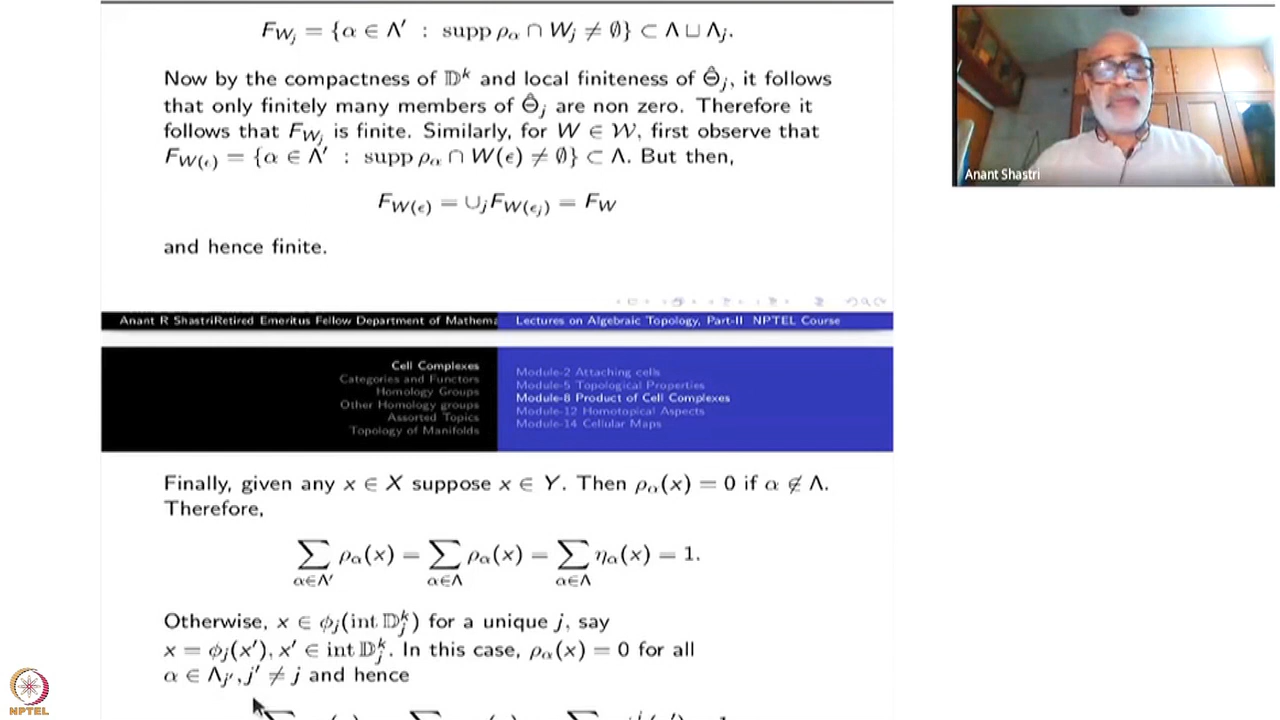 F_{W_j} = {α ∈ Λ′ : supp ρ_α ∩ W_j ≠ ∅} ⊂ Λ ⊔ Λ_j.
Now by the compactness of 𝔻^k and local finiteness of Θ̂_j, it follows
that only finitely many members of Θ̂_j are non zero. Therefore it
follows that F_{W_j} is finite. Similarly, for W ∈ 𝒲, first observe that
F_{W(ϵ)} = {α ∈ Λ′ : supp ρ_α ∩ W(ϵ) ≠ ∅} ⊂ Λ. But then,
F_{W(ϵ)} = ∪_j F_{W(ϵ_j)} = F_W
and hence finite.
Anant R ShastriRetired Emeritus Fellow Department of Mathema
Lectures on Algebraic Topology, Part-II NPTEL Course
Cell Complexes
Categories and Functors
Homology Groups
Other Homology groups
Assorted Topics
Topology of Manifolds
Module-2 Attaching cells
Module-5 Topological Properties
Module-8 Product of Cell Complexes
Module-12 Homotopical Aspects
Module-14 Cellular Maps
Finally, given any x ∈ X suppose x ∈ Y. Then ρ_α(x) = 0 if α ∉ Λ.
Therefore,
∑_{α∈Λ′} ρ_α(x) = ∑_{α∈Λ} ρ_α(x) = ∑_{α∈Λ} η_α(x) = 1.
Otherwise, x ∈ ϕ_j(int 𝔻^k_j) for a unique j, say
x = ϕ_j(x′), x′ ∈ int 𝔻^k_j. In this case, ρ_α(x) = 0 for all
α ∈ Λ_{j′}, j′ ≠ j and hence
Anant Shastri
NPTEL